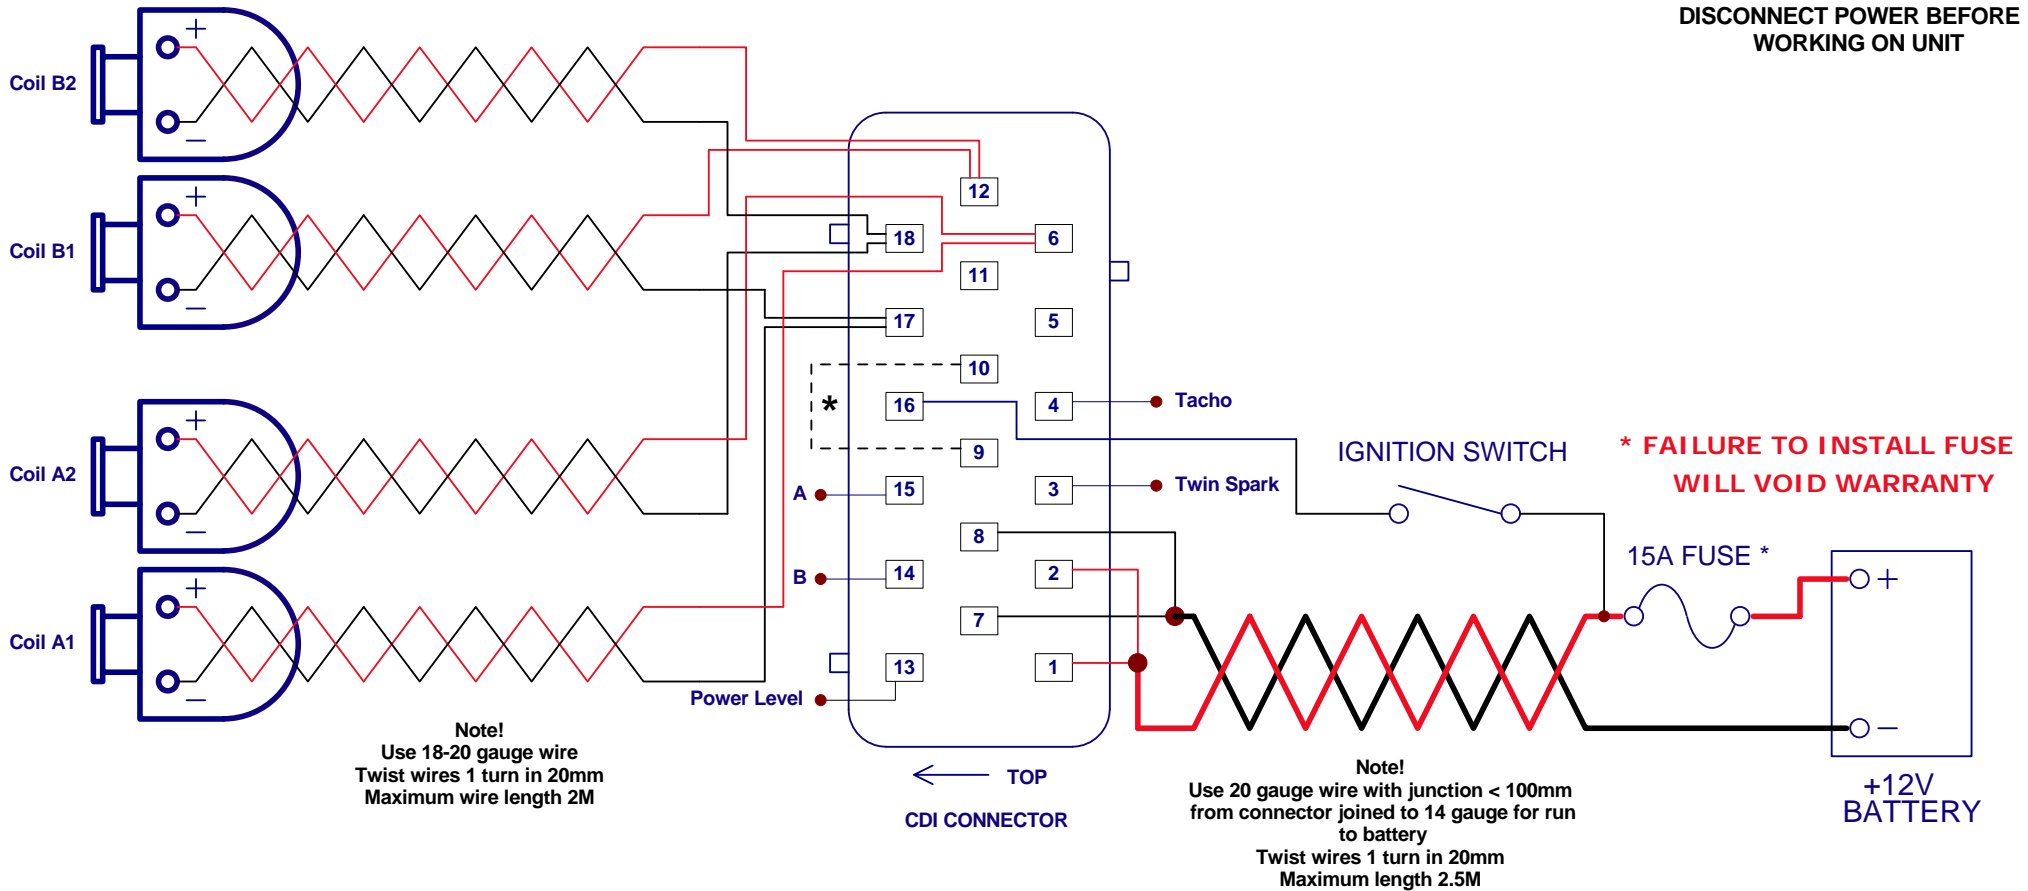 DISCONNECT POWER BEFORE
WORKING ON UNIT
Coil B2
+
−
Coil B1
+
−
Coil A2
+
−
Coil A1
+
−
12
18
6
11
17
5
10
*
16
4
Tacho
9
A
15
3
Twin Spark
8
B
14
2
7
13
1
Power Level
IGNITION SWITCH
* FAILURE TO INSTALL FUSE
WILL VOID WARRANTY
15A FUSE *
+
−
+12V
BATTERY
Note!
Use 18-20 gauge wire
Twist wires 1 turn in 20mm
Maximum wire length 2M
TOP
CDI CONNECTOR
Note!
Use 20 gauge wire with junction < 100mm
from connector joined to 14 gauge for run
to battery
Twist wires 1 turn in 20mm
Maximum length 2.5M